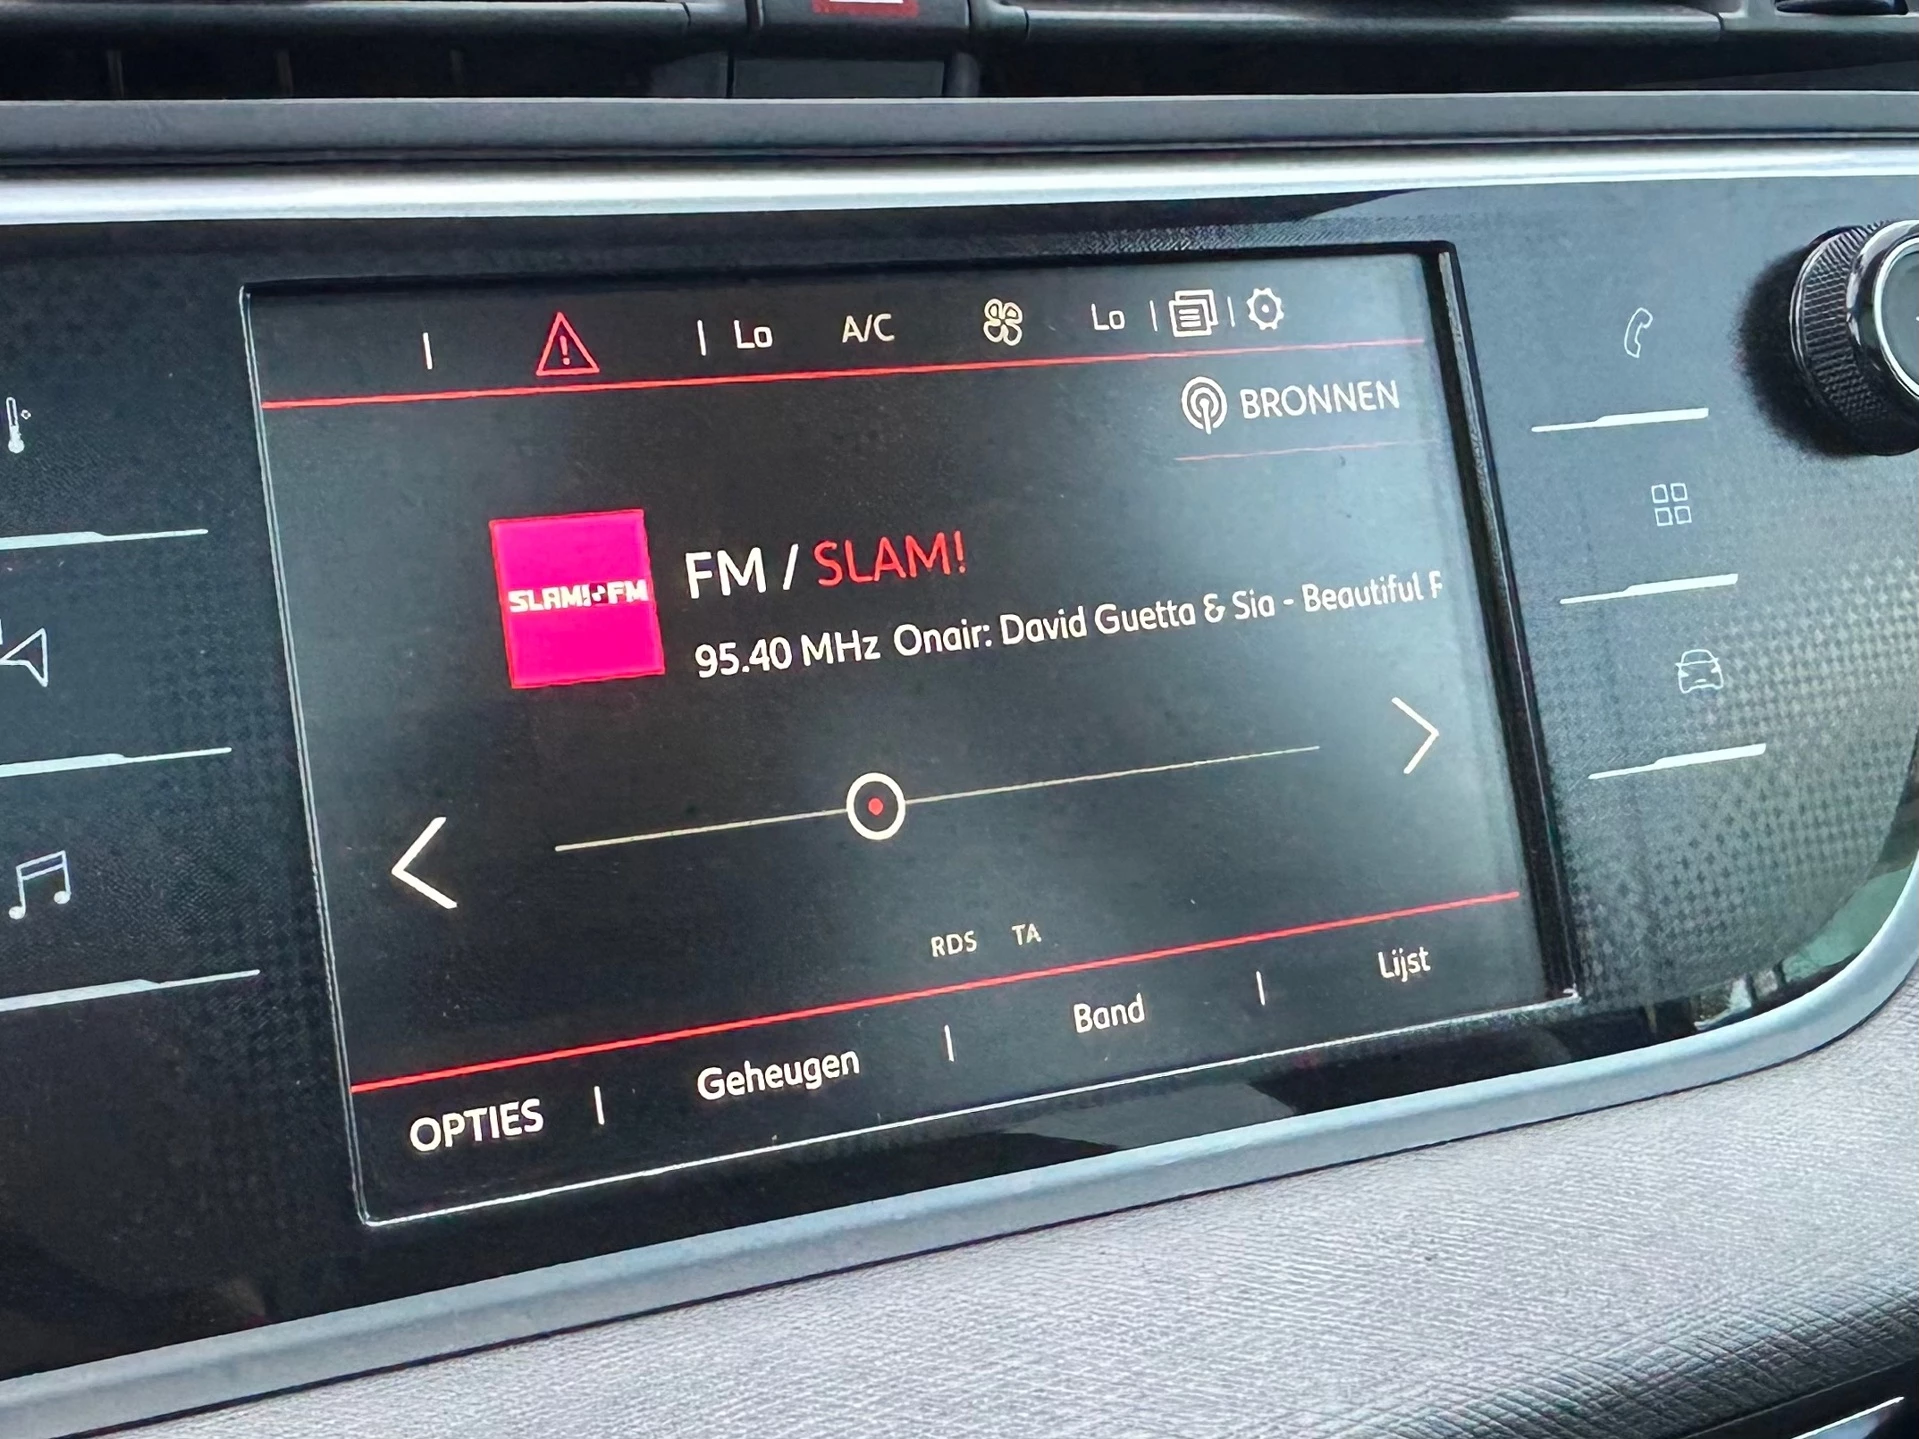 Lo A/C Lo
BRONNEN
SLAM! FM
FM / SLAM!
95.40 MHz Onair: David Guetta & Sia - Beautiful P
RDS TA
OPTIES Geheugen Band Lijst